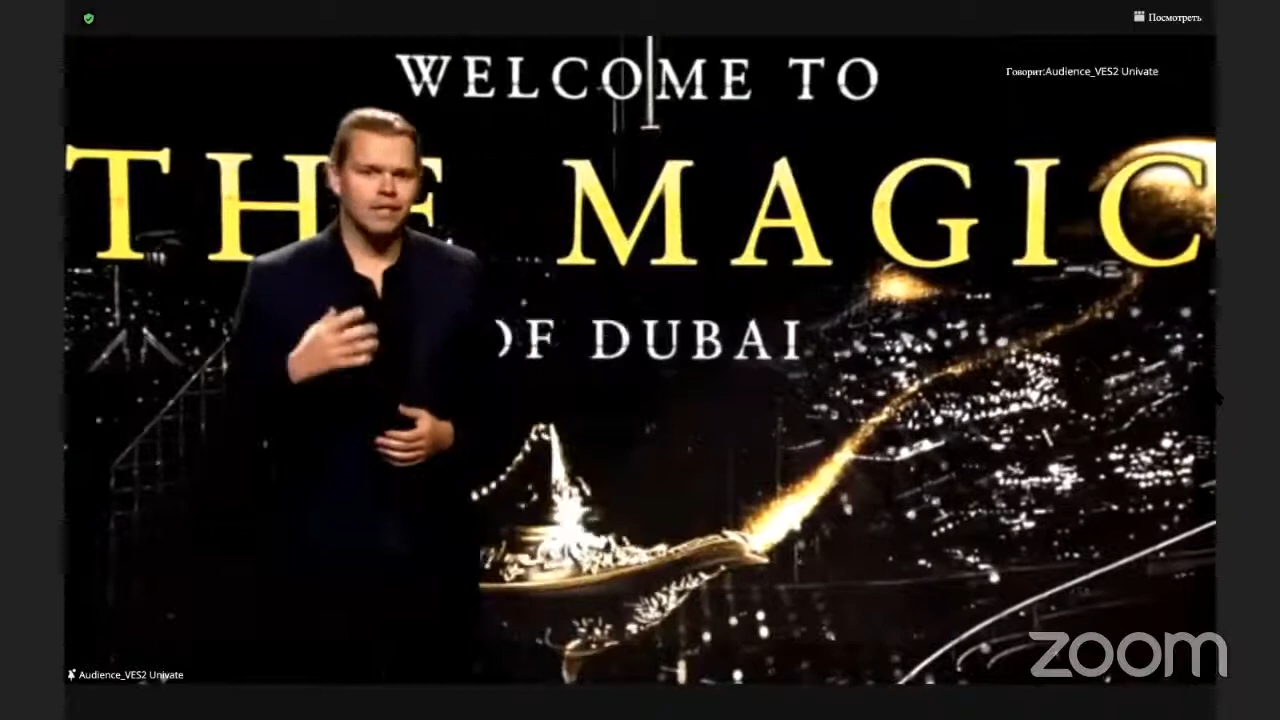 Посмотреть
WELCOME TO
Говорит:Audience_VES2 Univate
THE MAGIC
OF DUBAI
zoom
Audience_VES2 Univate